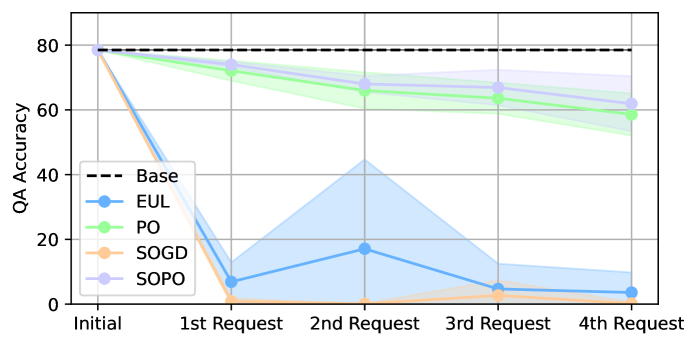 80
60
40
20
0
QA Accuracy
Base
EUL
PO
SOGD
SOPO
Initial
1st Request
2nd Request
3rd Request
4th Request